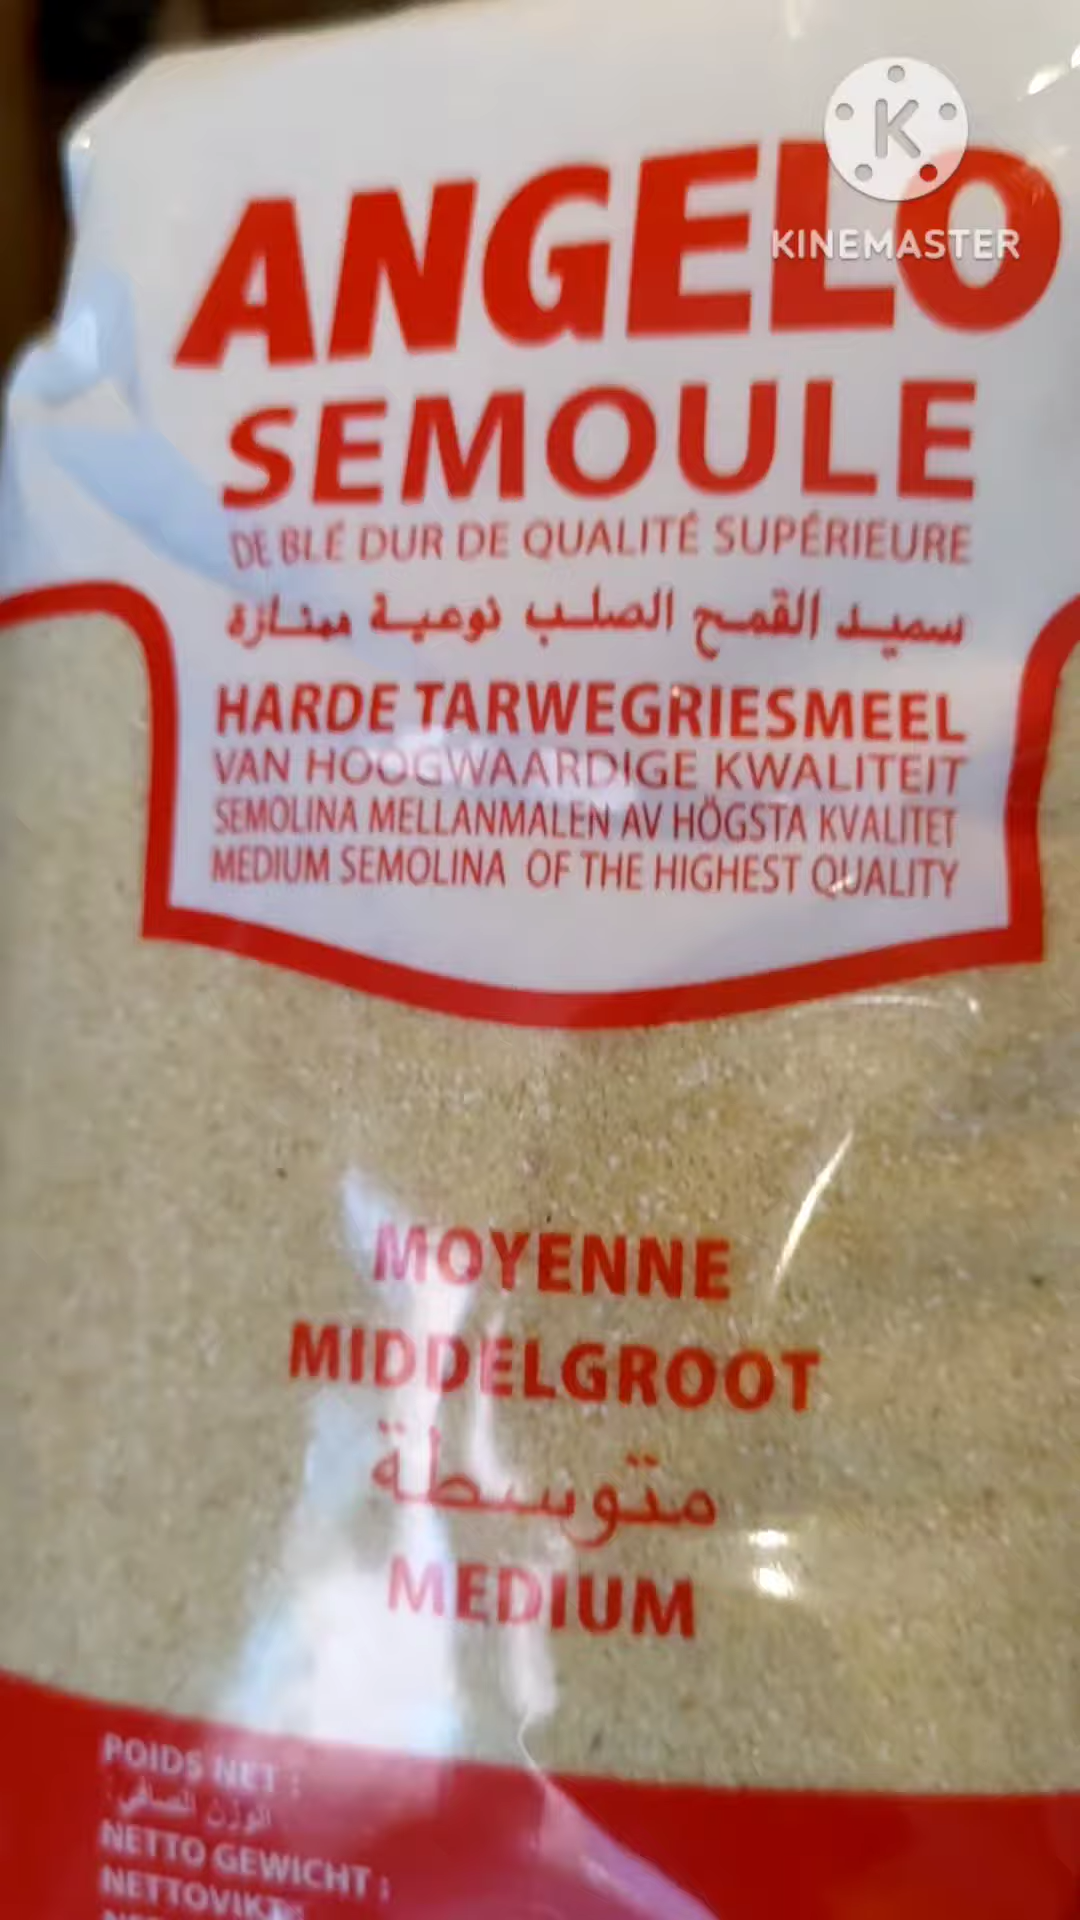 K
KINEMASTER
ANGELO
SEMOULE
DE BLÉ DUR DE QUALITÉ SUPÉRIEURE
سميد القمح الصلب نوعية ممتازة
HARDE TARWEGRIESMEEL
VAN HOOGWAARDIGE KWALITEIT
SEMOLINA MELLANMALEN AV HÖGSTA KVALITET
MEDIUM SEMOLINA OF THE HIGHEST QUALITY
MOYENNE
MIDDELGROOT
متوسطة
MEDIUM
POIDS NET :
الوزن الصافي :
NETTO GEWICHT :
NETTOVIKT: